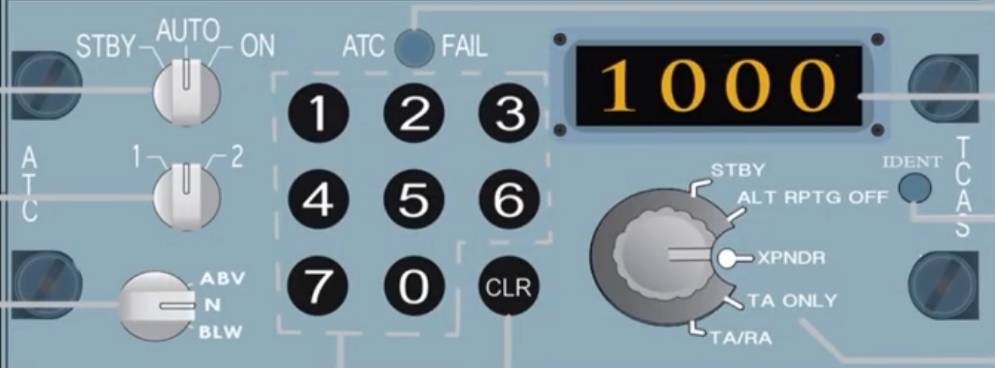 STBY AUTO ON
ATC FAIL
1000
1 2 3
1 2
4 5 6
7 0 CLR
ATC
ABV
N
BLW
STBY
ALT RPTG OFF
XPNDR
TA ONLY
TA/RA
IDENT
TCAS